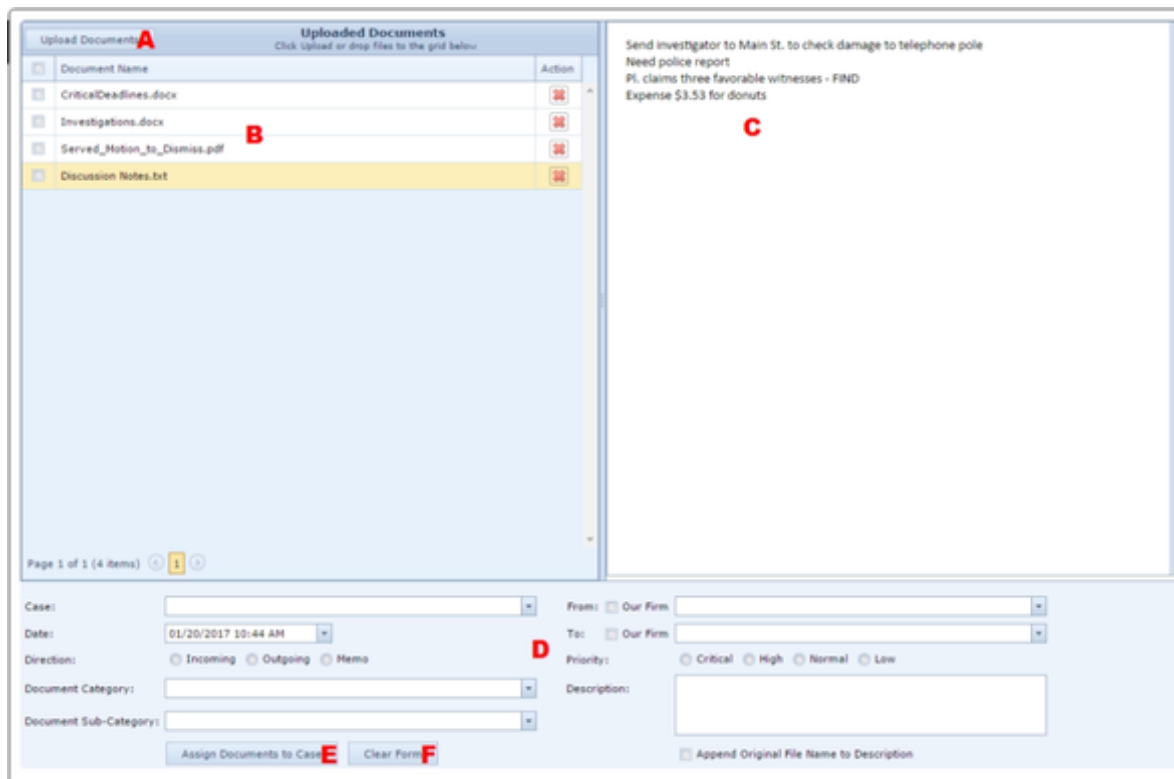 Upload Documents A
Uploaded Documents
Click Upload or drop files to the grid below
Document Name Action
CriticalDeadlines.docx
Investigations.docx
B
Served_Motion_to_Dismiss.pdf
Discussion Notes.txt
Page 1 of 1 (4 items) 1
Send investigator to Main St. to check damage to telephone pole
Need police report
Pl. claims three favorable witnesses - FIND
Expense $3.53 for donuts
C
Case:
Date: 01/20/2017 10:44 AM
Direction: Incoming Outgoing Memo
Document Category:
Document Sub-Category:
Assign Documents to Case E Clear Form F
D
From: Our Firm
To: Our Firm
Priority: Critical High Normal Low
Description:
Append Original File Name to Description